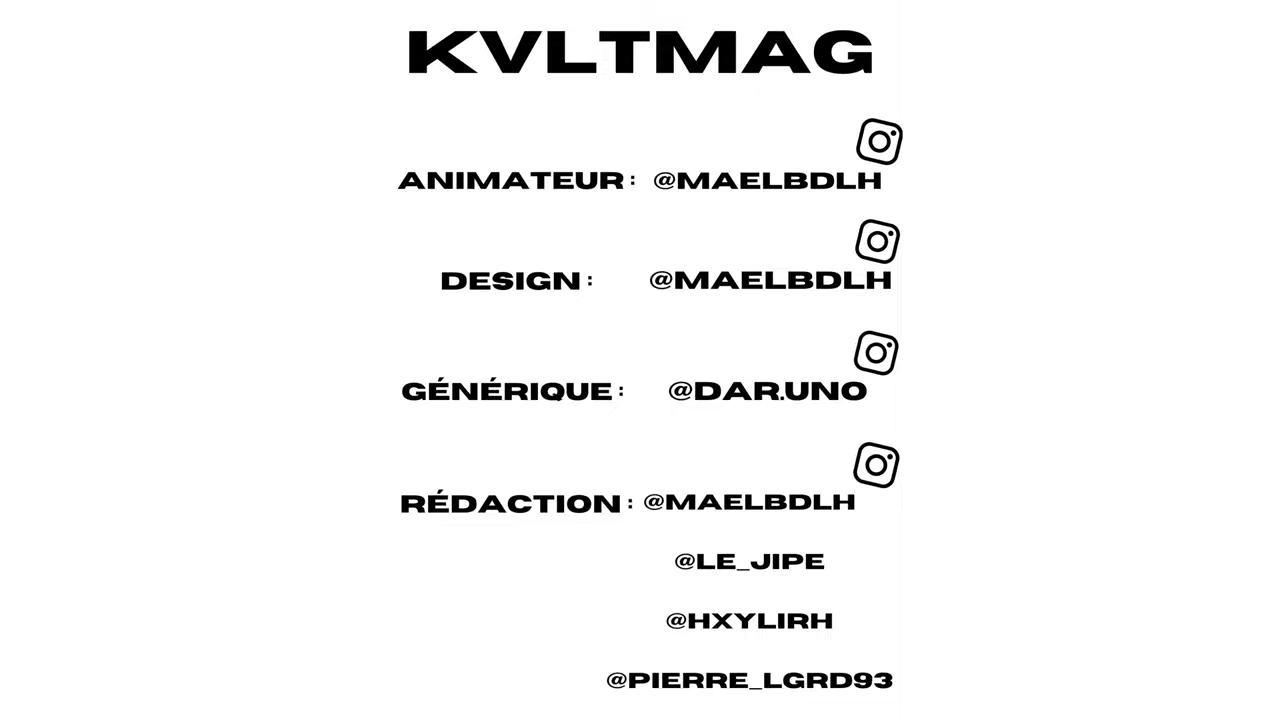 KVLTMAG
ANIMATEUR : @MAELBDLH
DESIGN : @MAELBDLH
GÉNÉRIQUE : @DAR.UNO
RÉDACTION : @MAELBDLH
@LE_JIPE
@HXYLIRH
@PIERRE_LGRD93